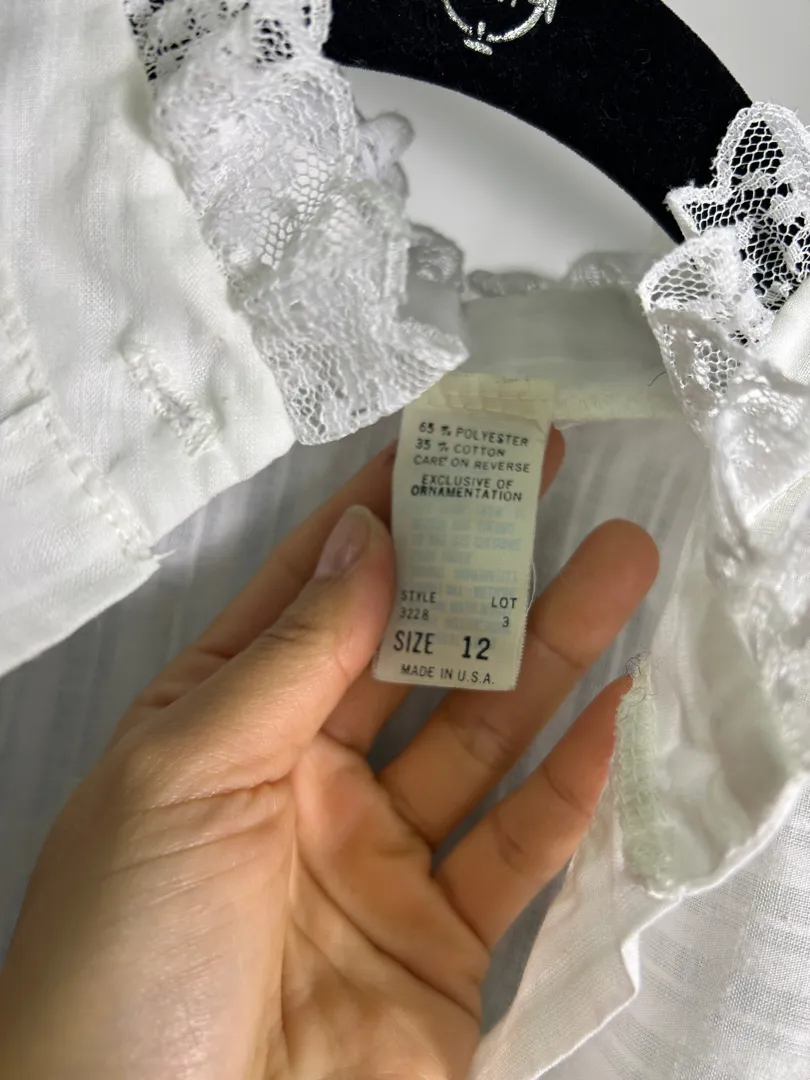 65 % POLYESTER
35 % COTTON
CARE ON REVERSE
EXCLUSIVE OF
ORNAMENTATION
STYLE LOT
3228 3
SIZE 12
MADE IN U.S.A.